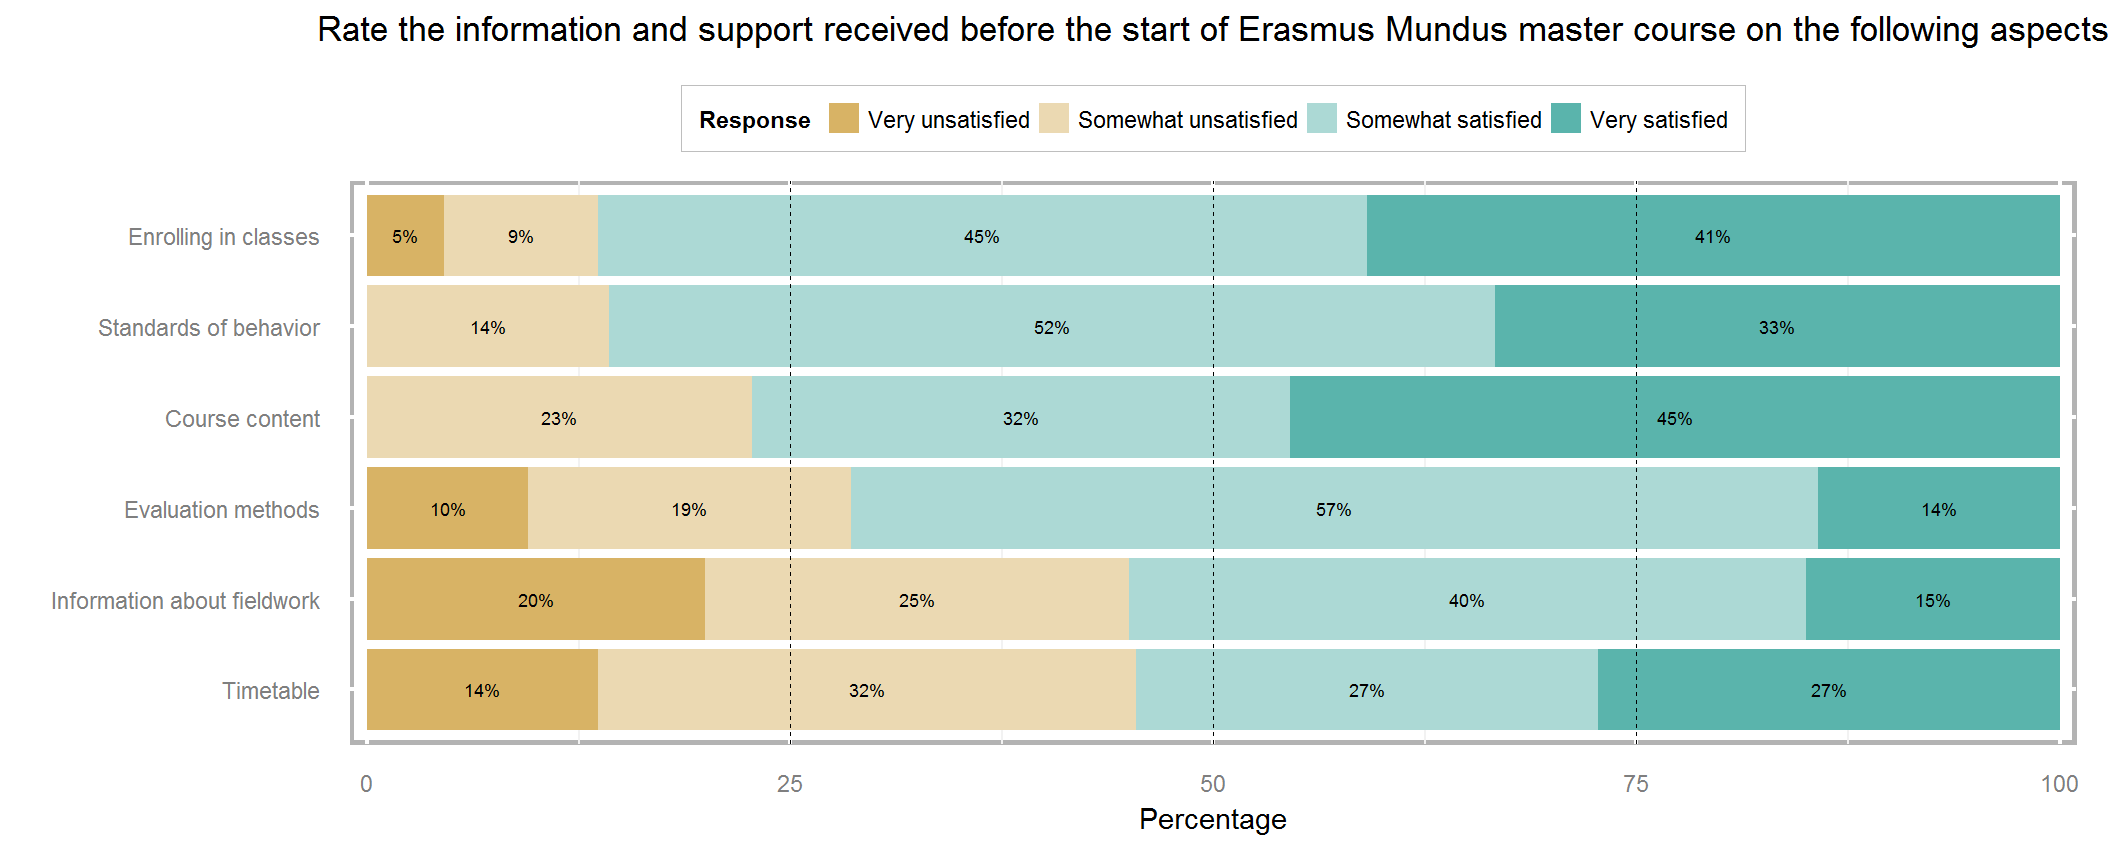 Rate the information and support received before the start of Erasmus Mundus master course on the following aspects
Response Very unsatisfied Somewhat unsatisfied Somewhat satisfied Very satisfied
Enrolling in classes 5% 9% 45% 41%
Standards of behavior 14% 52% 33%
Course content 23% 32% 45%
Evaluation methods 10% 19% 57% 14%
Information about fieldwork 20% 25% 40% 15%
Timetable 14% 32% 27% 27%
0 25 50 75 100
Percentage